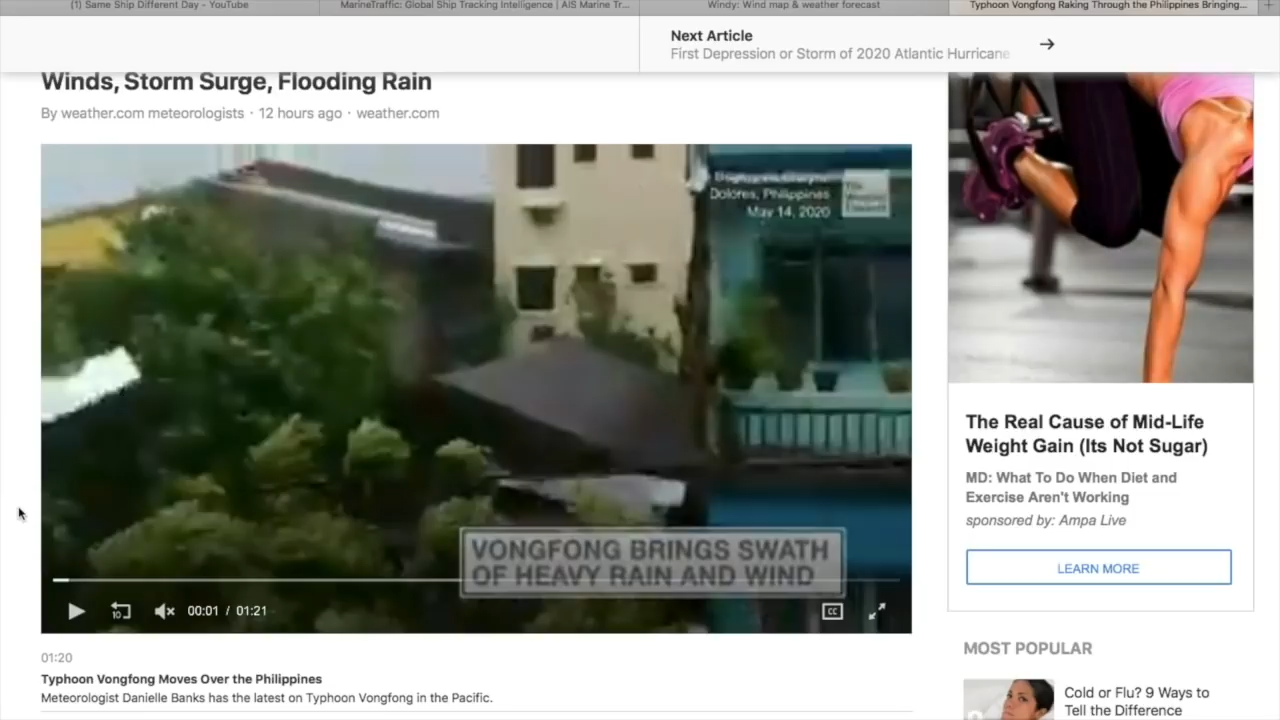 (1) Same Ship Different Day - YouTube
MarineTraffic: Global Ship Tracking Intelligence | AIS Marine Tr...
Windy: Wind map & weather forecast
Typhoon Vongfong Raking Through the Philippines Bringing...
Next Article
First Depression or Storm of 2020 Atlantic Hurricane
Winds, Storm Surge, Flooding Rain
By weather.com meteorologists · 12 hours ago · weather.com
Dolores, Philippines
May 14, 2020
VONGFONG BRINGS SWATH
OF HEAVY RAIN AND WIND
10
00:01 / 01:21
CC
01:20
Typhoon Vongfong Moves Over the Philippines
Meteorologist Danielle Banks has the latest on Typhoon Vongfong in the Pacific.
The Real Cause of Mid-Life
Weight Gain (Its Not Sugar)
MD: What To Do When Diet and
Exercise Aren't Working
sponsored by: Ampa Live
LEARN MORE
MOST POPULAR
Cold or Flu? 9 Ways to
Tell the Difference